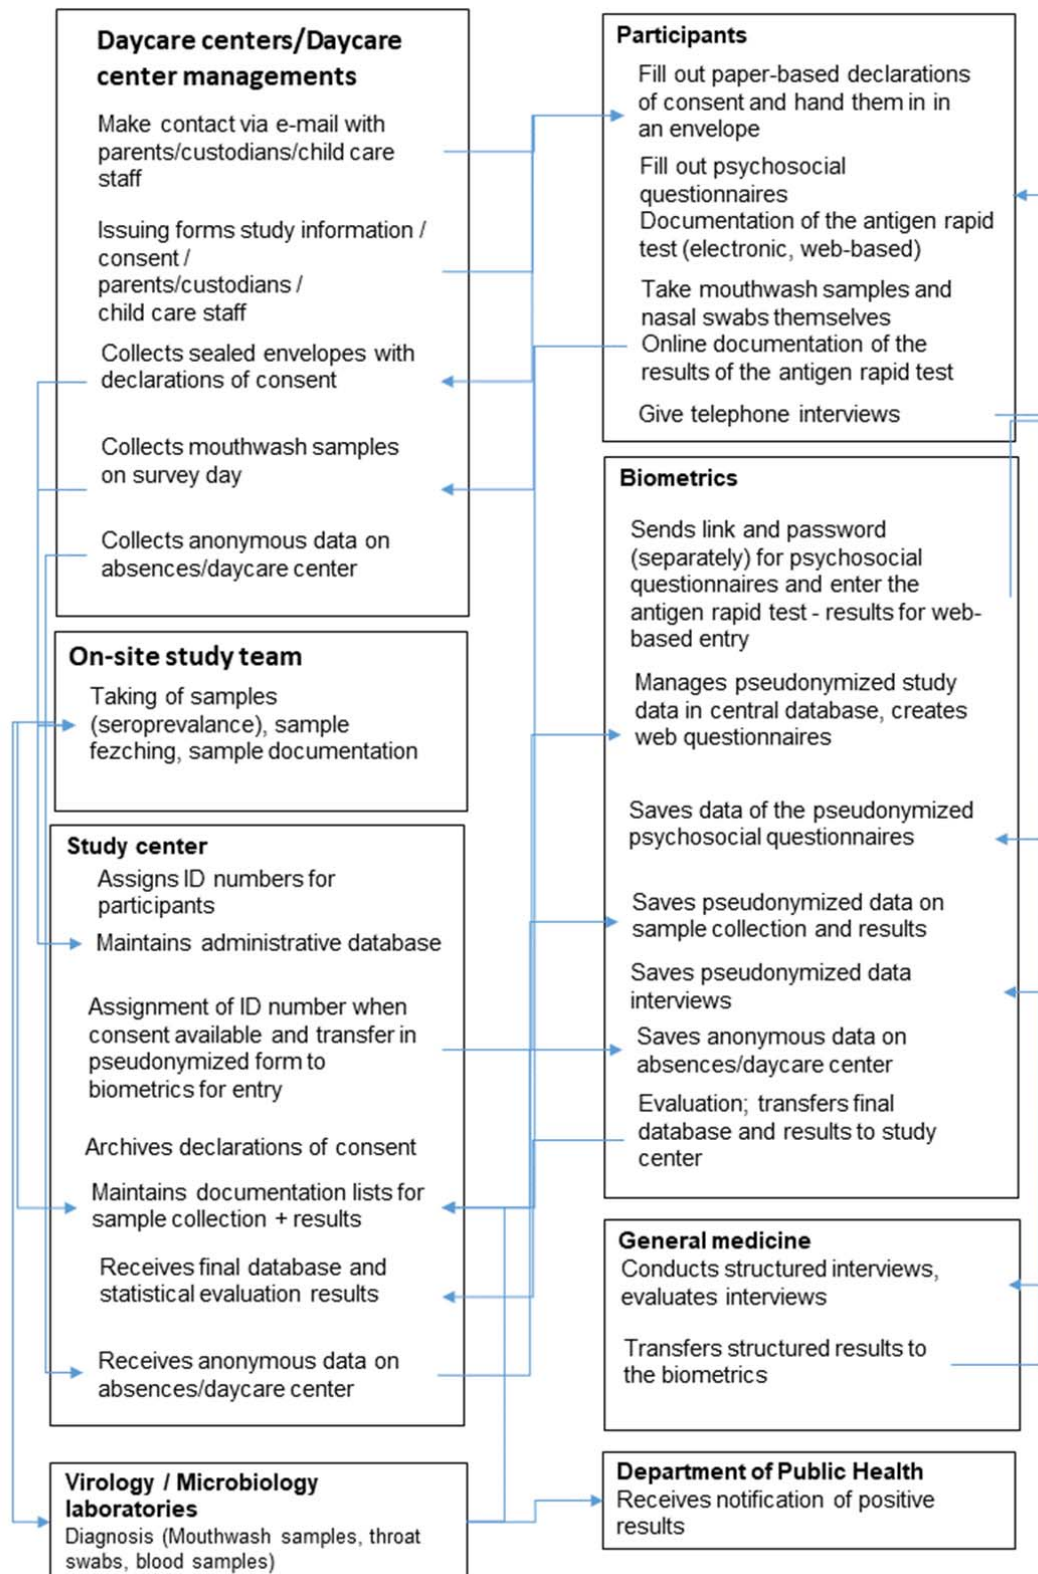 Daycare centers/Daycare
center managements
Make contact via e-mail with
parents/custodians/child care
staff
Issuing forms study information /
consent /
parents/custodians /
child care staff
Collects sealed envelopes with
declarations of consent
Collects mouthwash samples
on survey day
Collects anonymous data on
absences/daycare center
On-site study team
Taking of samples
(seroprevalance), sample
fezching, sample documentation
Study center
Assigns ID numbers for
participants
Maintains administrative database
Assignment of ID number when
consent available and transfer in
pseudonymized form to
biometrics for entry
Archives declarations of consent
Maintains documentation lists for
sample collection + results
Receives final database and
statistical evaluation results
Receives anonymous data on
absences/daycare center
Virology / Microbiology
laboratories
Diagnosis (Mouthwash samples, throat
swabs, blood samples)
Participants
Fill out paper-based declarations
of consent and hand them in in
an envelope
Fill out psychosocial
questionnaires
Documentation of the antigen rapid
test (electronic, web-based)
Take mouthwash samples and
nasal swabs themselves
Online documentation of the
results of the antigen rapid test
Give telephone interviews
Biometrics
Sends link and password
(separately) for psychosocial
questionnaires and enter the
antigen rapid test - results for web-
based entry
Manages pseudonymized study
data in central database, creates
web questionnaires
Saves data of the pseudonymized
psychosocial questionnaires
Saves pseudonymized data on
sample collection and results
Saves pseudonymized data
interviews
Saves anonymous data on
absences/daycare center
Evaluation; transfers final
database and results to study
center
General medicine
Conducts structured interviews,
evaluates interviews
Transfers structured results to
the biometrics
Department of Public Health
Receives notification of positive
results